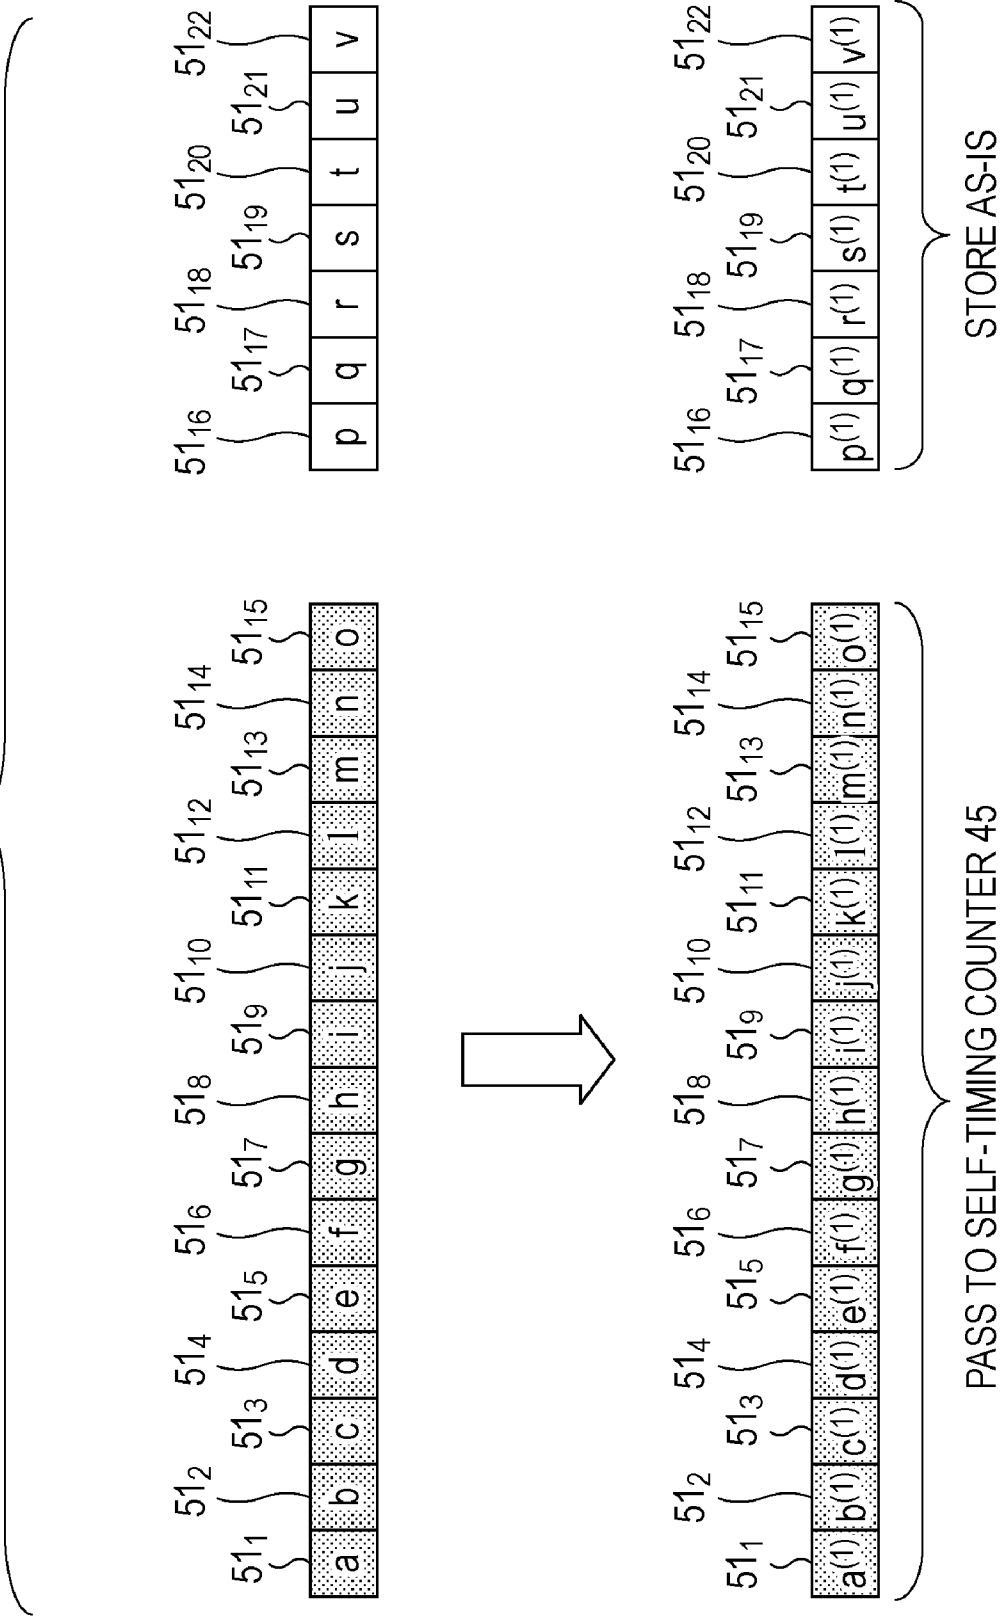 51₁ 51₂ 51₃ 51₄ 51₅ 51₆ 51₇ 51₈ 51₉ 51₁₀ 51₁₁ 51₁₂ 51₁₃ 51₁₄ 51₁₅ 51₁₆ 51₁₇ 51₁₈ 51₁₉ 51₂₀ 51₂₁ 51₂₂
a b c d e f g h i j k l m n o p q r s t u v
51₁ 51₂ 51₃ 51₄ 51₅ 51₆ 51₇ 51₈ 51₉ 51₁₀ 51₁₁ 51₁₂ 51₁₃ 51₁₄ 51₁₅ 51₁₆ 51₁₇ 51₁₈ 51₁₉ 51₂₀ 51₂₁ 51₂₂
a⁽¹⁾ b⁽¹⁾ c⁽¹⁾ d⁽¹⁾ e⁽¹⁾ f⁽¹⁾ g⁽¹⁾ h⁽¹⁾ i⁽¹⁾ j⁽¹⁾ k⁽¹⁾ l⁽¹⁾ m⁽¹⁾ n⁽¹⁾ o⁽¹⁾ p⁽¹⁾ q⁽¹⁾ r⁽¹⁾ s⁽¹⁾ t⁽¹⁾ u⁽¹⁾ v⁽¹⁾
PASS TO SELF-TIMING COUNTER 45
STORE AS-IS